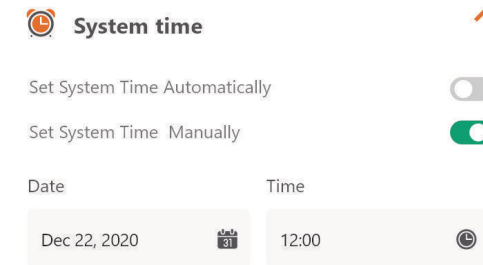 System time
Set System Time Automatically
Set System Time Manually
Date Time
Dec 22, 2020 31 12:00